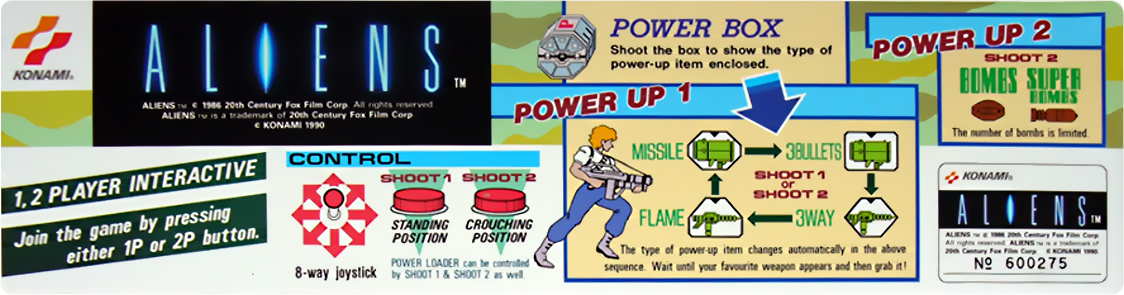 KONAMI®
ALIENS™
ALIENS TM © 1986 20th Century Fox Film Corp. All rights reserved
ALIENS TM is a trademark of 20th Century Fox Film Corp
© KONAMI 1990
1,2 PLAYER INTERACTIVE
Join the game by pressing
either 1P or 2P button.
CONTROL
8-way joystick
SHOOT 1
STANDING
POSITION
SHOOT 2
CROUCHING
POSITION
POWER LOADER can be controlled
by SHOOT 1 & SHOOT 2 as well.
P
POWER BOX
Shoot the box to show the type of
power-up item enclosed.
POWER UP 1
MISSILE
3BULLETS
SHOOT 1
or
SHOOT 2
FLAME
3WAY
The type of power-up item changes automatically in the above
sequence. Wait until your favourite weapon appears and then grab it!
POWER UP 2
SHOOT 2
BOMBS
SUPER
BOMBS
The number of bombs is limited.
KONAMI®
ALIENS™
ALIENS TM © 1986 20th Century Fox Film Corp.
All rights reserved. ALIENS TM is a trademark of
20th Century Fox Film Corp. © KONAMI 1990.
Nº 600275